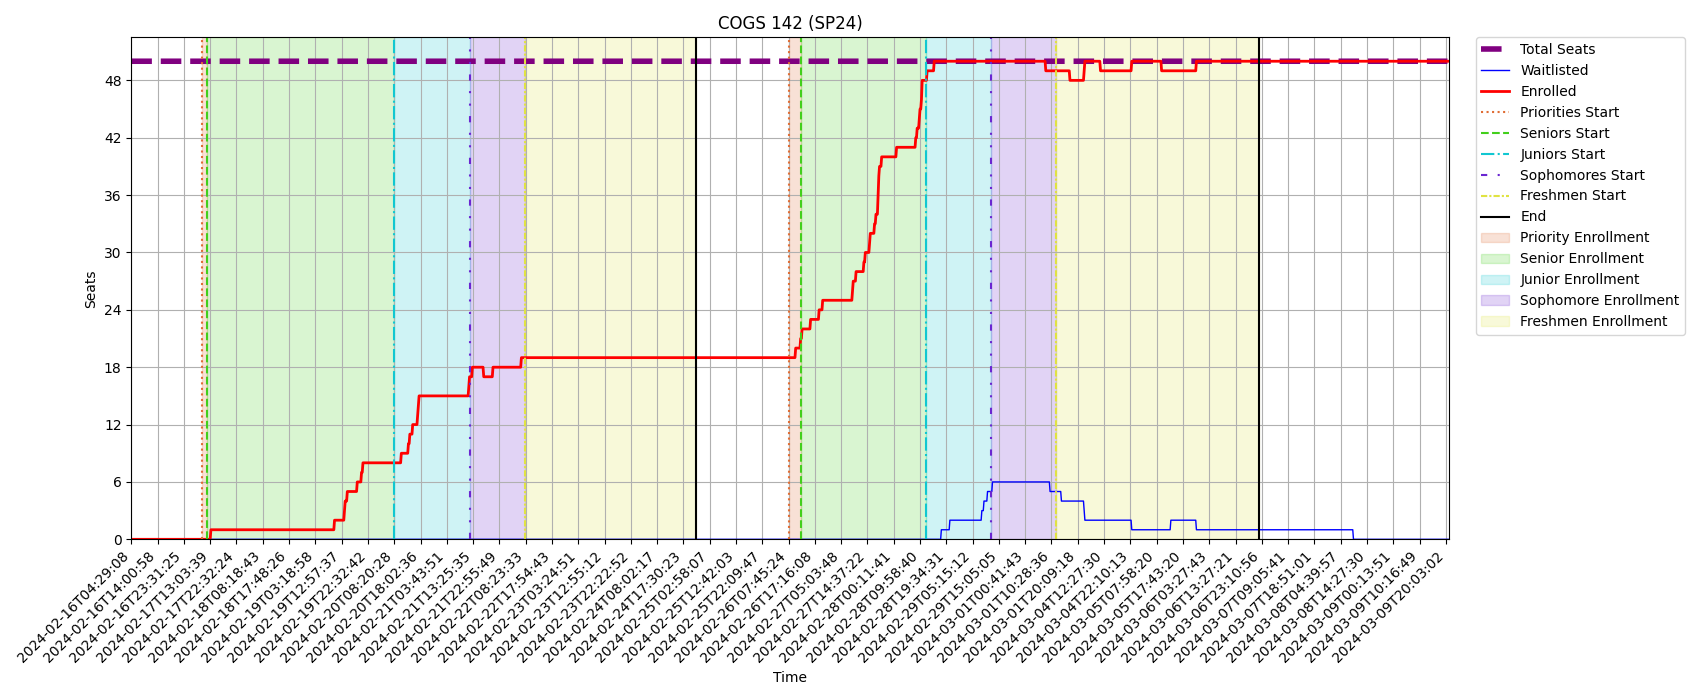 COGS 142 (SP24)
Seats
48
42
36
30
24
18
12
6
0
2024-02-16T04:29:08
2024-02-16T14:00:58
2024-02-16T23:31:25
2024-02-17T13:03:39
2024-02-17T22:32:24
2024-02-18T08:18:43
2024-02-18T17:48:26
2024-02-19T03:18:58
2024-02-19T12:57:37
2024-02-19T22:32:42
2024-02-20T08:20:28
2024-02-20T18:02:36
2024-02-21T03:43:51
2024-02-21T13:25:35
2024-02-21T22:55:49
2024-02-22T08:23:33
2024-02-22T17:54:43
2024-02-23T03:24:51
2024-02-23T12:55:12
2024-02-23T22:22:52
2024-02-24T08:02:17
2024-02-24T17:30:23
2024-02-25T02:58:07
2024-02-25T12:42:03
2024-02-25T22:09:47
2024-02-26T07:45:24
2024-02-26T17:16:08
2024-02-27T05:03:48
2024-02-27T14:37:22
2024-02-28T00:11:41
2024-02-28T09:58:40
2024-02-28T19:34:31
2024-02-29T05:15:12
2024-02-29T15:05:05
2024-03-01T00:41:43
2024-03-01T10:28:36
2024-03-01T20:09:18
2024-03-04T12:27:30
2024-03-04T22:10:13
2024-03-05T07:58:20
2024-03-05T17:43:20
2024-03-06T03:27:43
2024-03-06T13:27:21
2024-03-06T23:10:56
2024-03-07T09:05:41
2024-03-07T18:51:01
2024-03-08T04:39:57
2024-03-08T14:27:30
2024-03-09T00:13:51
2024-03-09T10:16:49
2024-03-09T20:03:02
Time
Total Seats
Waitlisted
Enrolled
Priorities Start
Seniors Start
Juniors Start
Sophomores Start
Freshmen Start
End
Priority Enrollment
Senior Enrollment
Junior Enrollment
Sophomore Enrollment
Freshmen Enrollment